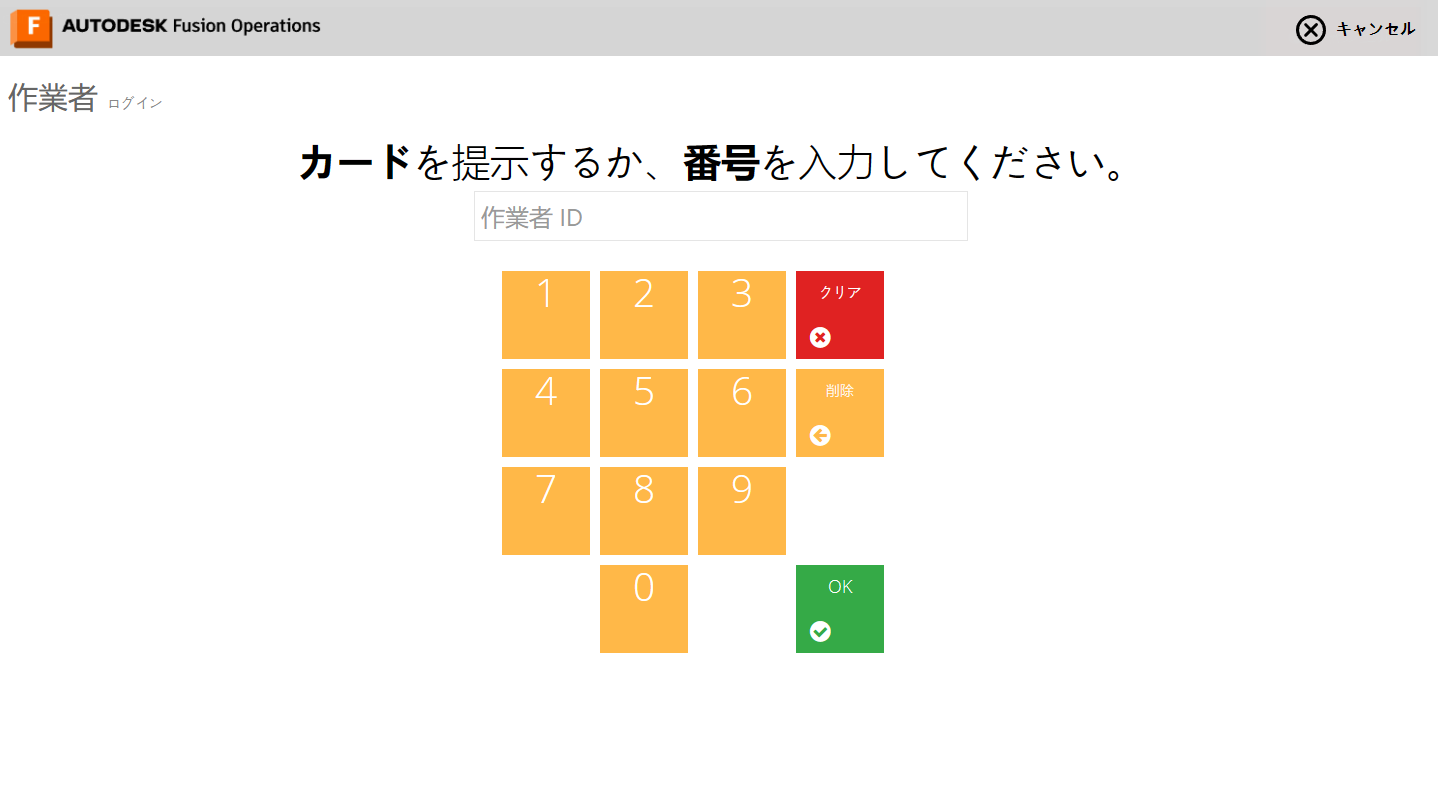 F AUTODESK Fusion Operations キャンセル
作業者 ログイン
カードを提示するか、番号を入力してください。
作業者 ID
1 2 3 クリア
4 5 6 削除
7 8 9
0 OK